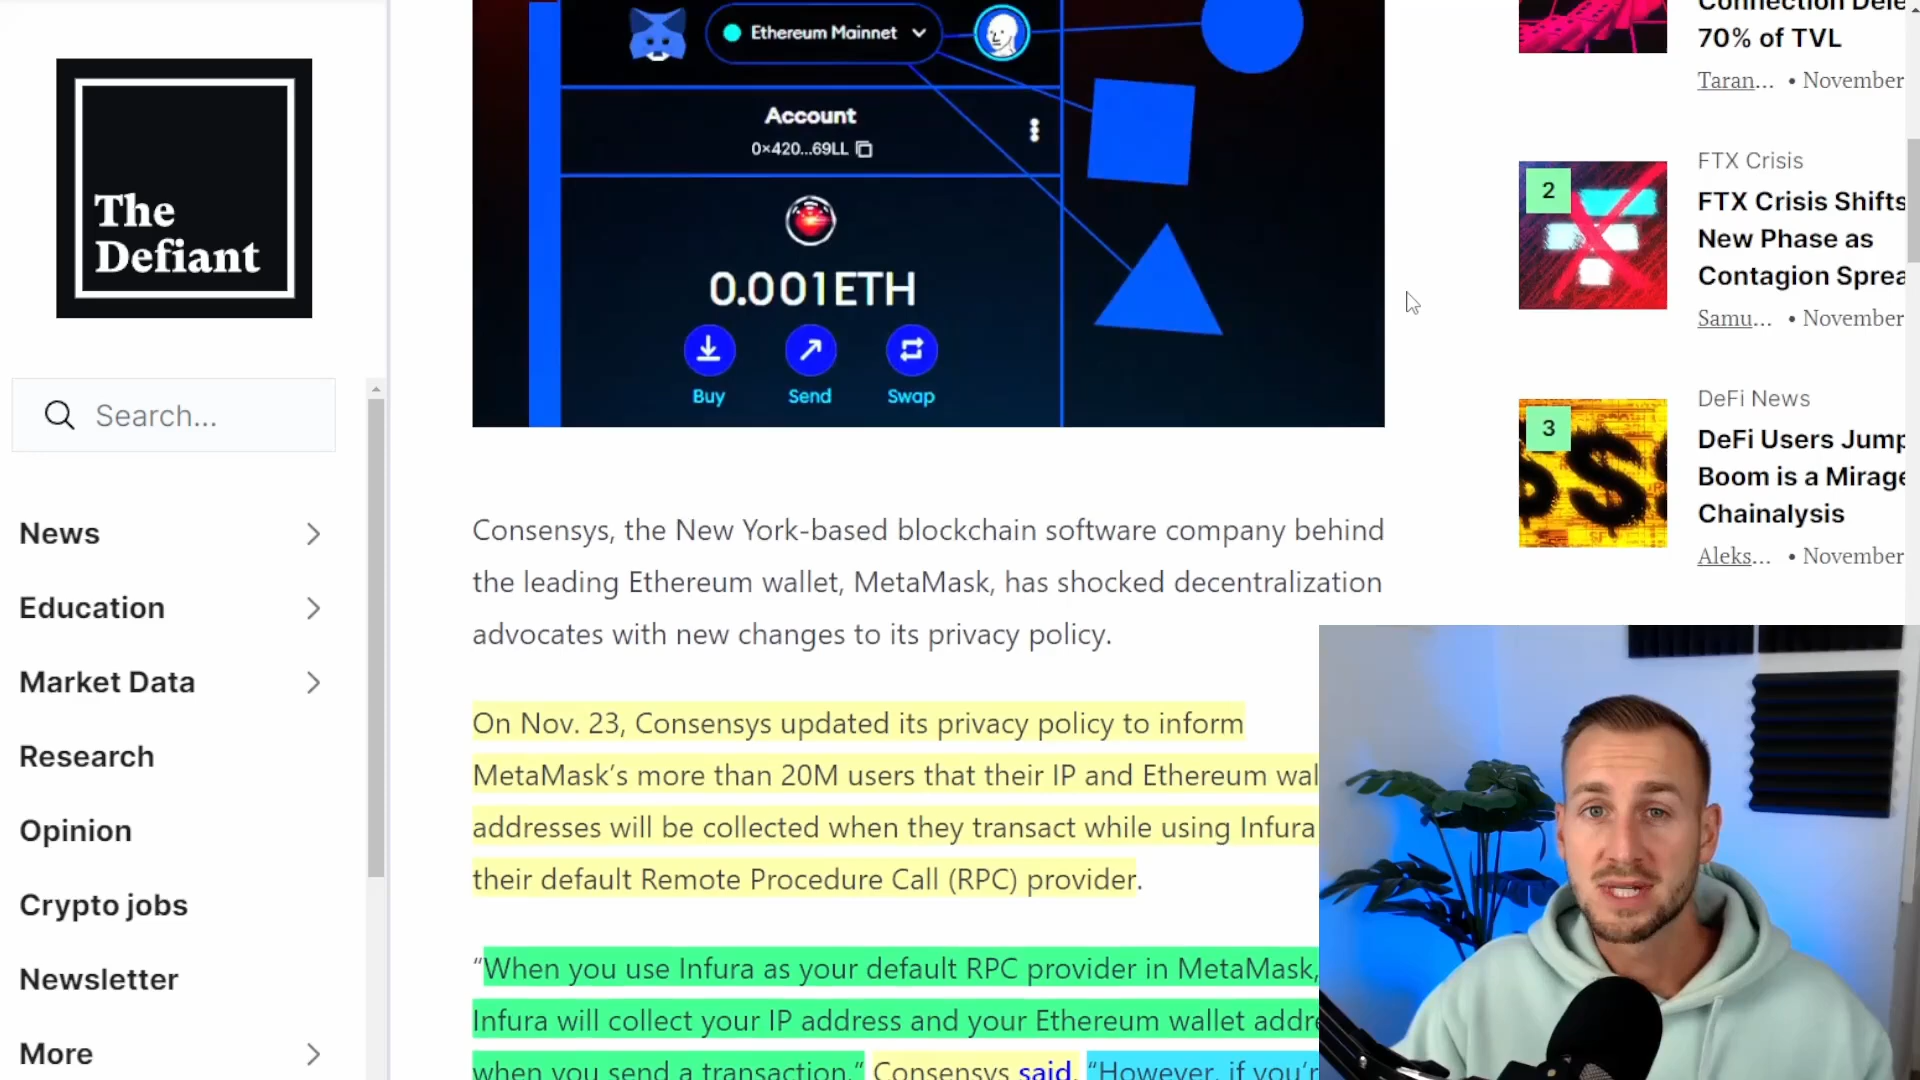 The
Defiant
Search...
News
Education
Market Data
Research
Opinion
Crypto jobs
Newsletter
More
Ethereum Mainnet
Account
0×420...69LL
0.001ETH
Buy
Send
Swap
Consensys, the New York-based blockchain software company behind
the leading Ethereum wallet, MetaMask, has shocked decentralization
advocates with new changes to its privacy policy.
On Nov. 23, Consensys updated its privacy policy to inform
MetaMask’s more than 20M users that their IP and Ethereum wal
addresses will be collected when they transact while using Infura
their default Remote Procedure Call (RPC) provider.
“When you use Infura as your default RPC provider in MetaMask,
Infura will collect your IP address and your Ethereum wallet addre
when you send a transaction,” Consensys said. “However, if you’r
Connection Dele
70% of TVL
Taran... • November
2
FTX Crisis
FTX Crisis Shifts
New Phase as
Contagion Sprea
Samu... • November
3
DeFi News
DeFi Users Jump
Boom is a Mirage
Chainalysis
Aleks... • November